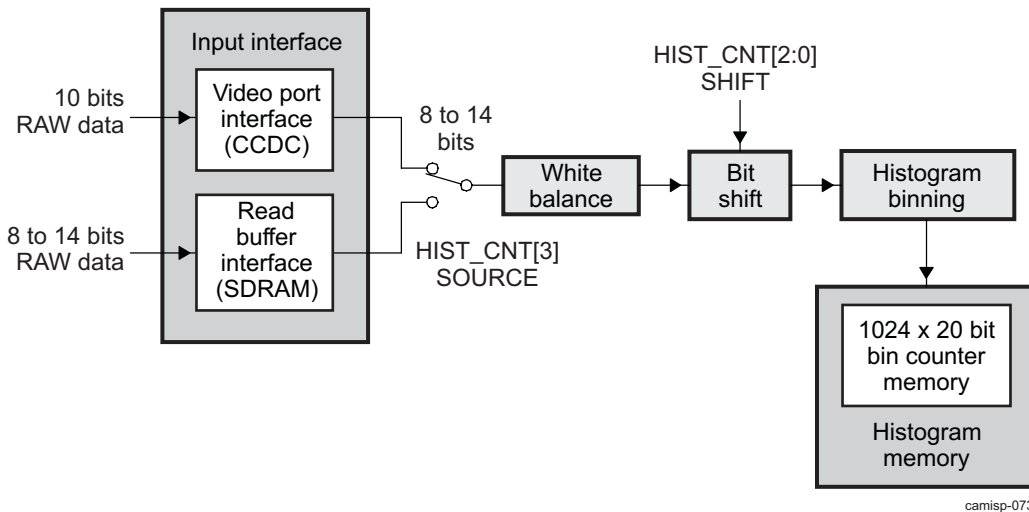 Input interface
10 bits
RAW data
Video port
interface
(CCDC)
8 to 14 bits
RAW data
Read
buffer
interface
(SDRAM)
8 to 14
bits
HIST_CNT[3]
SOURCE
White
balance
HIST_CNT[2:0]
SHIFT
Bit
shift
Histogram
binning
1024 x 20 bit
bin counter
memory
Histogram
memory
camisp-073